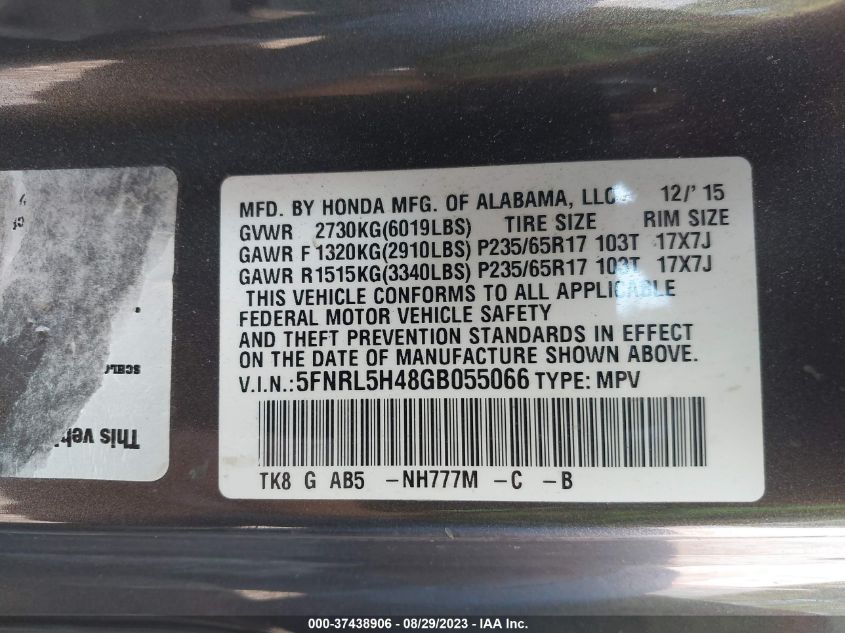 MFD. BY HONDA MFG. OF ALABAMA, LLC 12/'15
GVWR 2730KG(6019LBS) TIRE SIZE RIM SIZE
GAWR F 1320KG(2910LBS) P235/65R17 103T 17X7J
GAWR R1515KG(3340LBS) P235/65R17 103T 17X7J
THIS VEHICLE CONFORMS TO ALL APPLICABLE
FEDERAL MOTOR VEHICLE SAFETY
AND THEFT PREVENTION STANDARDS IN EFFECT
ON THE DATE OF MANUFACTURE SHOWN ABOVE.
V.I.N.:5FNRL5H48GB055066 TYPE: MPV
TK8 G AB5 -NH777M -C -B
This
000-37438906 - 08/29/2023 - IAA Inc.